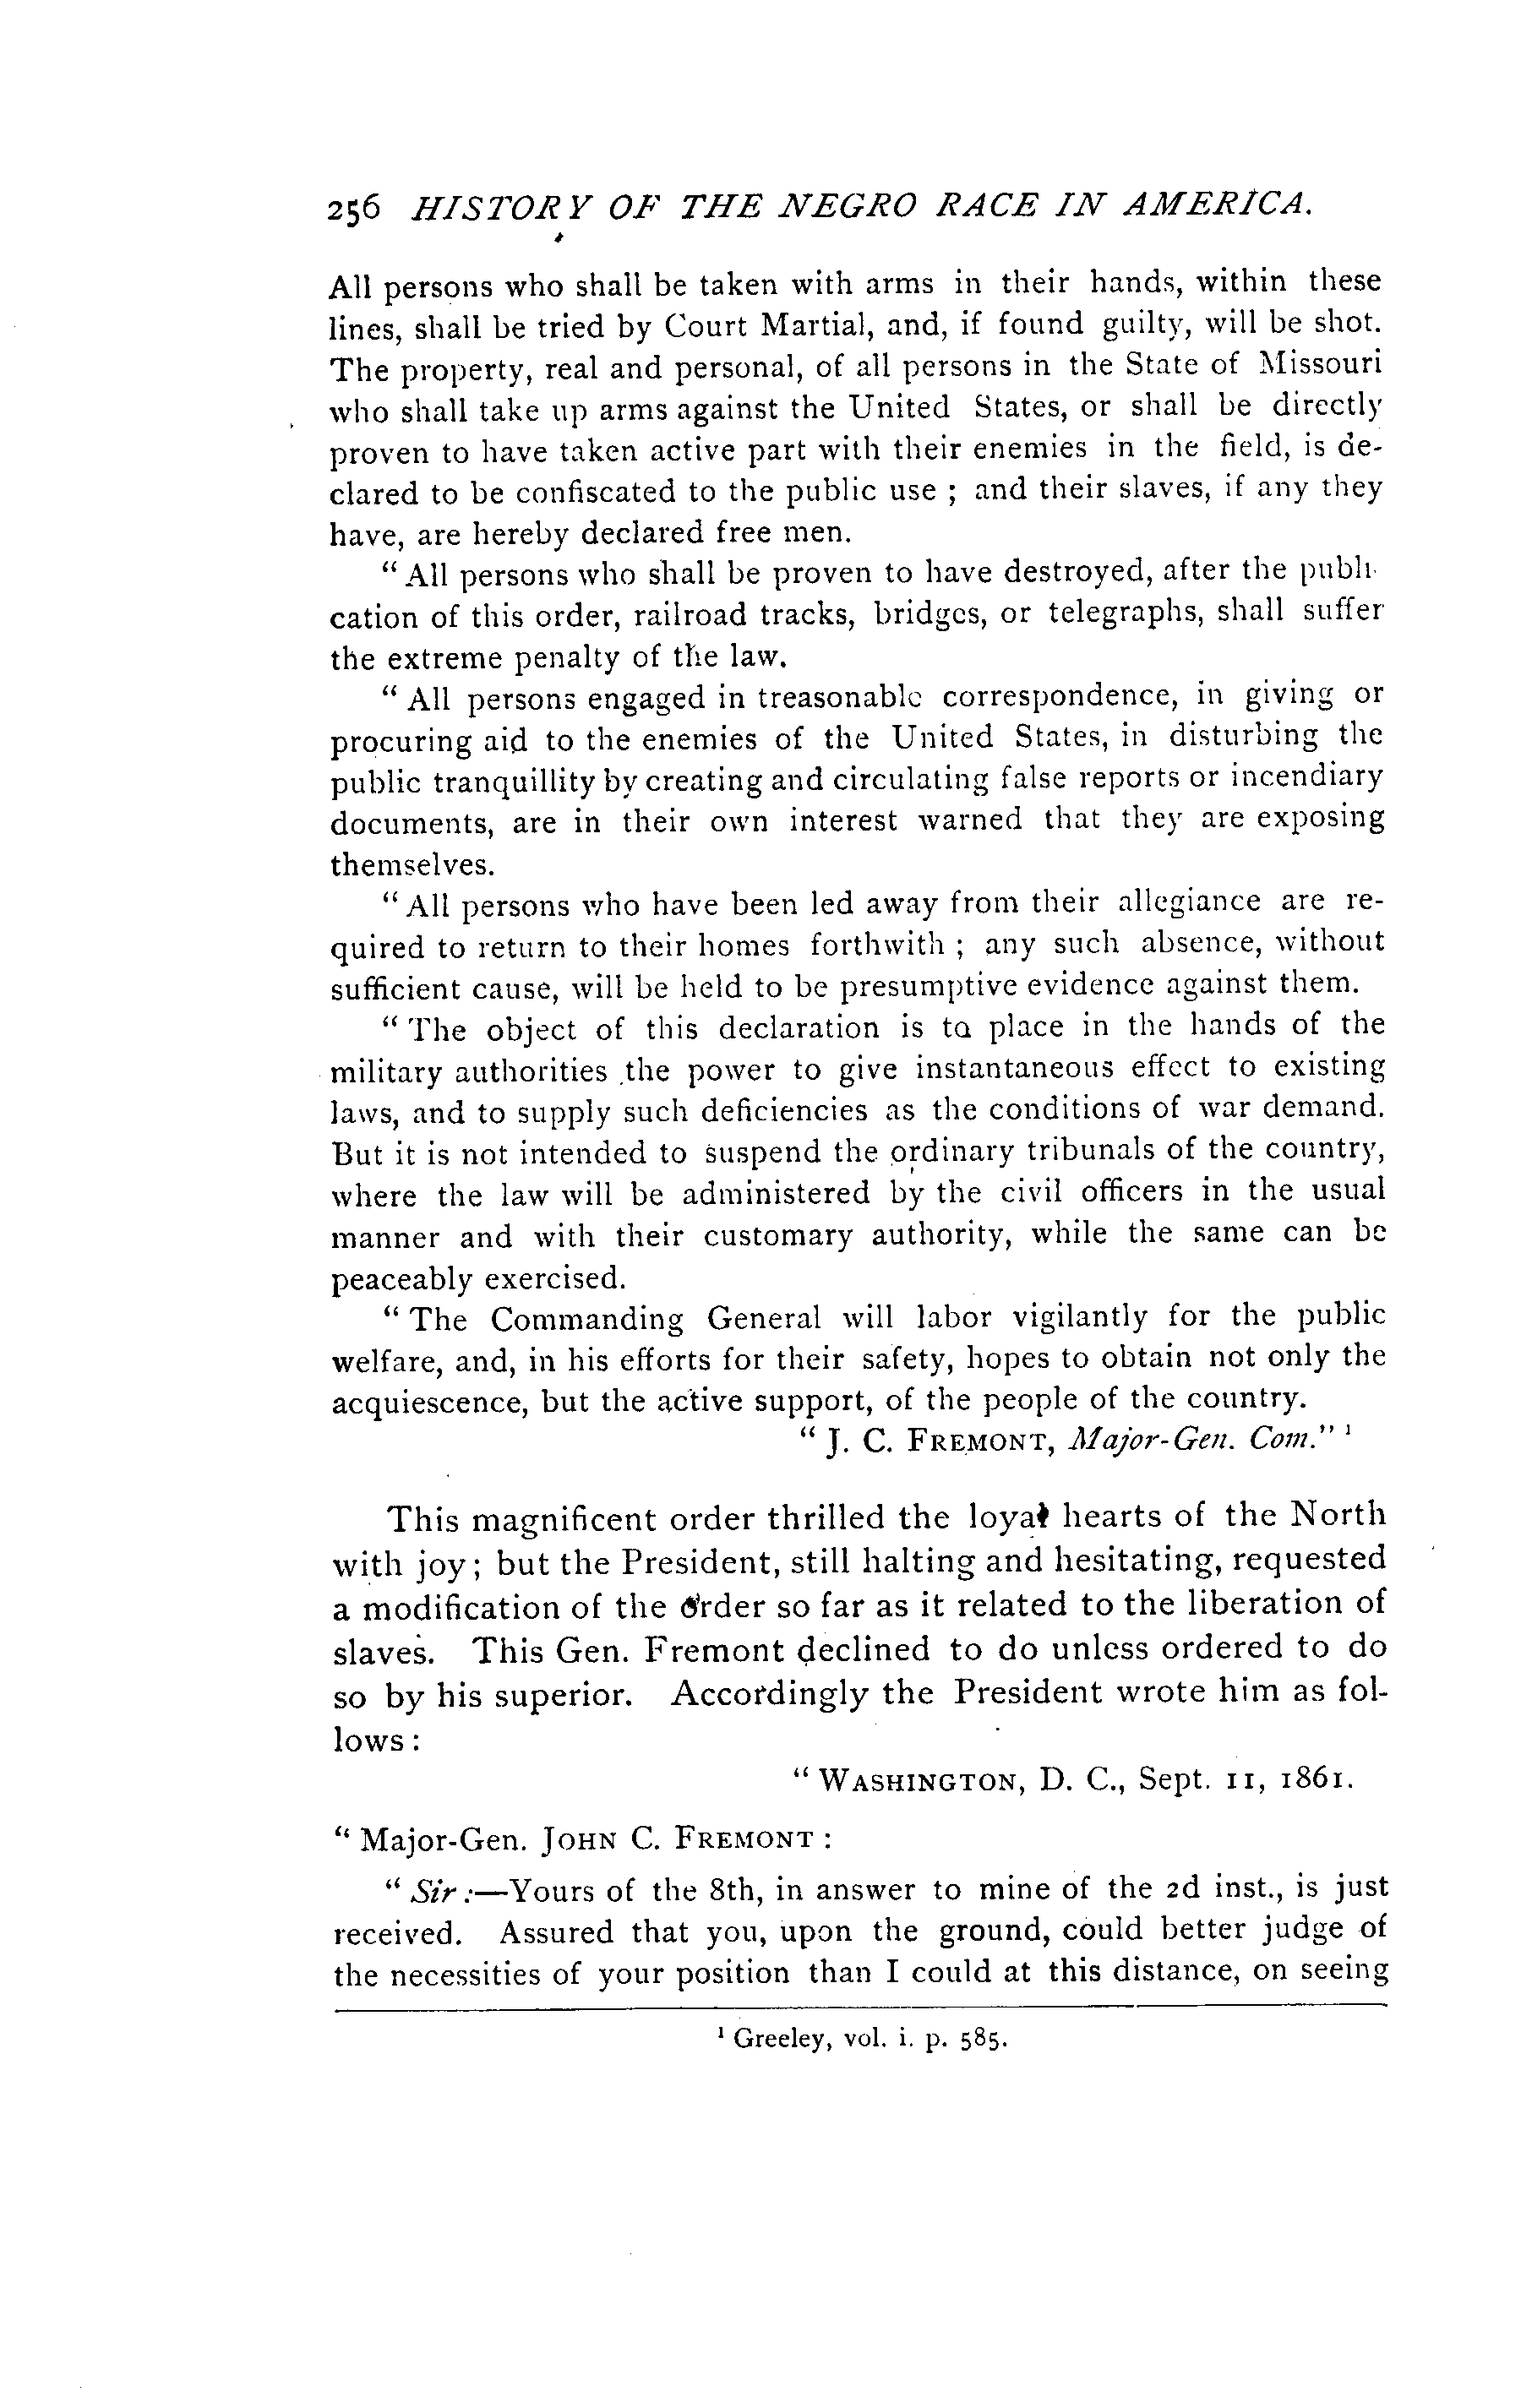 256 HISTORY OF THE NEGRO RACE IN AMERICA.
All persons who shall be taken with arms in their hands, within these
lines, shall be tried by Court Martial, and, if found guilty, will be shot.
The property, real and personal, of all persons in the State of Missouri
who shall take up arms against the United States, or shall be directly
proven to have taken active part with their enemies in the field, is de-
clared to be confiscated to the public use ; and their slaves, if any they
have, are hereby declared free men.
“ All persons who shall be proven to have destroyed, after the publi-
cation of this order, railroad tracks, bridges, or telegraphs, shall suffer
the extreme penalty of the law.
“ All persons engaged in treasonable correspondence, in giving or
procuring aid to the enemies of the United States, in disturbing the
public tranquillity by creating and circulating false reports or incendiary
documents, are in their own interest warned that they are exposing
themselves.
“ All persons who have been led away from their allegiance are re-
quired to return to their homes forthwith ; any such absence, without
sufficient cause, will be held to be presumptive evidence against them.
“ The object of this declaration is to place in the hands of the
military authorities the power to give instantaneous effect to existing
laws, and to supply such deficiencies as the conditions of war demand.
But it is not intended to suspend the ordinary tribunals of the country,
where the law will be administered by the civil officers in the usual
manner and with their customary authority, while the same can be
peaceably exercised.
“ The Commanding General will labor vigilantly for the public
welfare, and, in his efforts for their safety, hopes to obtain not only the
acquiescence, but the active support, of the people of the country.
“ J. C. FREMONT, Major-Gen. Com.” ¹
This magnificent order thrilled the loyal hearts of the North
with joy ; but the President, still halting and hesitating, requested
a modification of the order so far as it related to the liberation of
slaves. This Gen. Fremont declined to do unless ordered to do
so by his superior. Accordingly the President wrote him as fol-
lows :
“ WASHINGTON, D. C., Sept. 11, 1861.
“ Major-Gen. JOHN C. FREMONT :
“ Sir :—Yours of the 8th, in answer to mine of the 2d inst., is just
received. Assured that you, upon the ground, could better judge of
the necessities of your position than I could at this distance, on seeing
¹ Greeley, vol. i. p. 585.